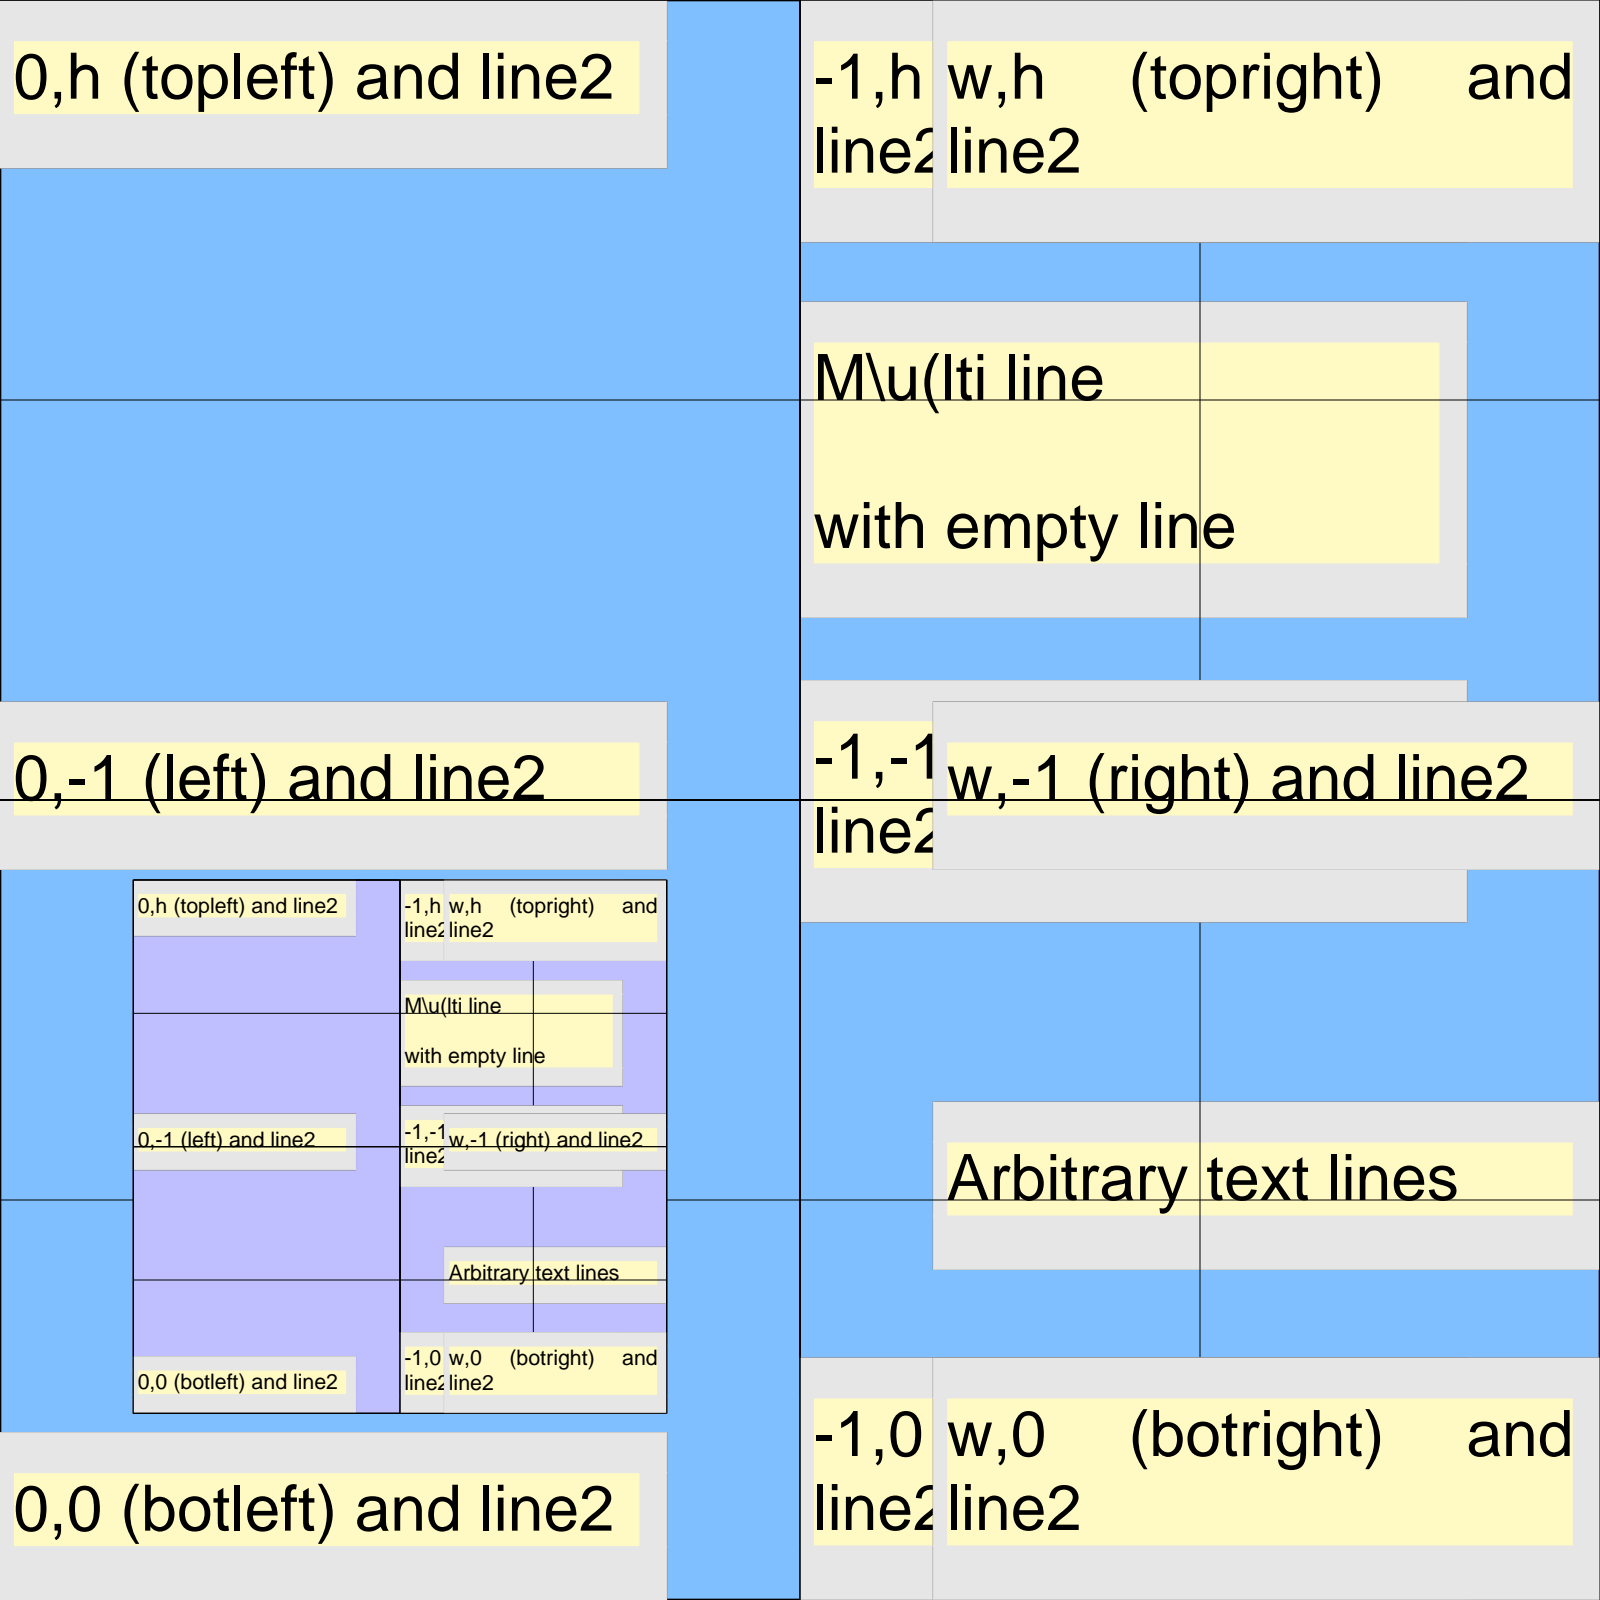 0,h (topleft) and line2
-1,h
line2
w,h (topright) and
line2
M\u(lti line
with empty line
0,-1 (left) and line2
-1,-1
line2
w,-1 (right) and line2
0,h (topleft) and line2
-1,h
line2
w,h (topright) and
line2
M\u(lti line
with empty line
0,-1 (left) and line2
-1,-1
line2
w,-1 (right) and line2
Arbitrary text lines
0,0 (botleft) and line2
-1,0
line2
w,0 (botright) and
line2
Arbitrary text lines
0,0 (botleft) and line2
-1,0
line2
w,0 (botright) and
line2